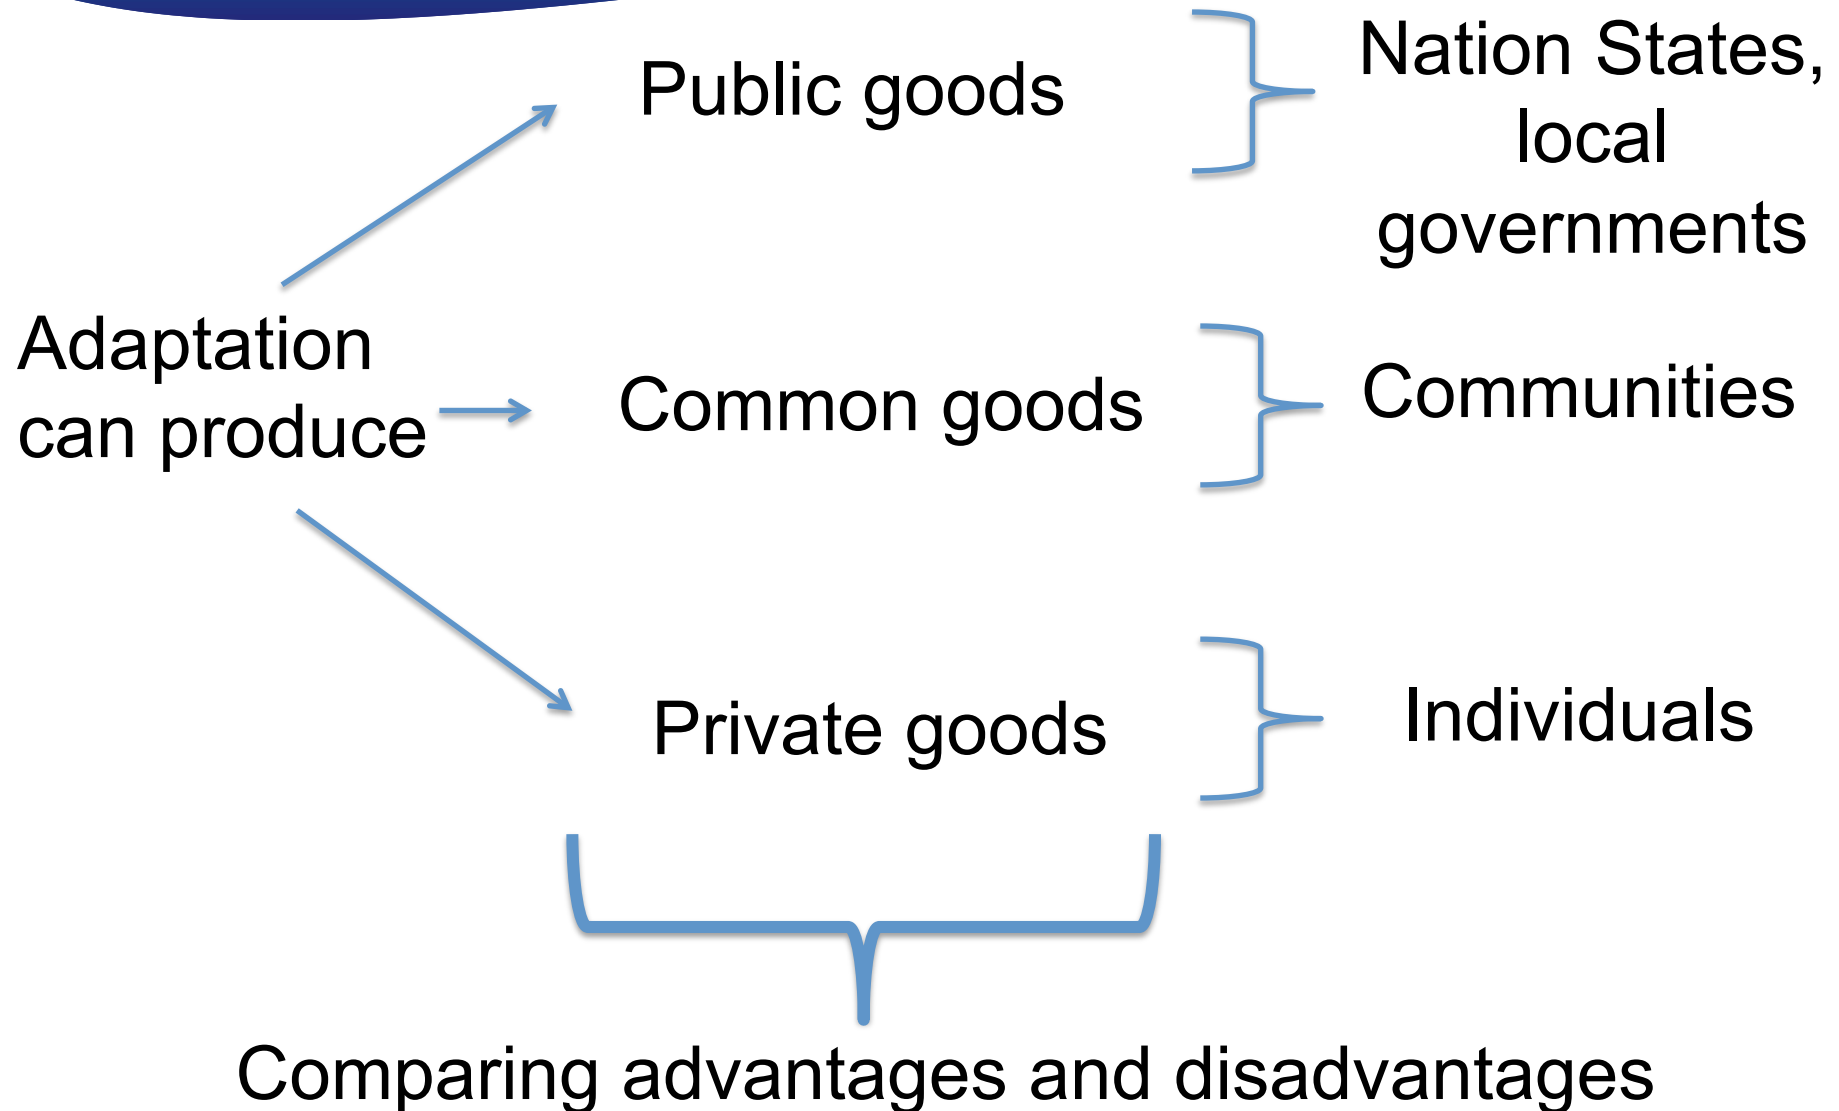 Public goods
Nation States,
local
governments
Adaptation
can produce
Common goods
Communities
Private goods
Individuals
Comparing advantages and disadvantages